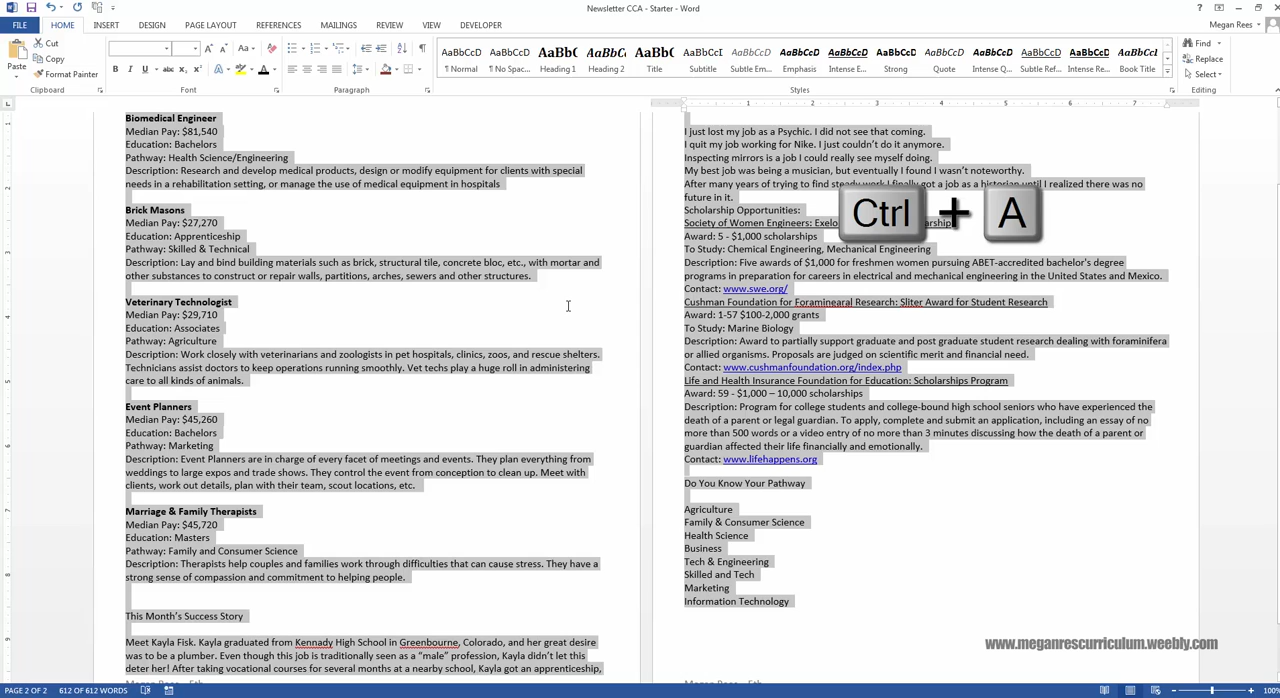 Newsletter CCA - Starter - Word
FILE HOME INSERT DESIGN PAGE LAYOUT REFERENCES MAILINGS REVIEW VIEW DEVELOPER
Megan Rees
Paste
Cut
Copy
Format Painter
Clipboard
Font
Paragraph
AaBbCcD AaBbCcD AaBbC AaBbCc AaBbC AaBbCcD AaBbCcD AaBbCcD AaBbCcD AaBbCcD AaBbCcD AaBbCcD AaBbCcD AaBbCcD AaBbCcI
¶ Normal ¶ No Spac... Heading 1 Heading 2 Title Subtitle Subtle Em... Emphasis Intense E... Strong Quote Intense Q... Subtle Ref... Intense Re... Book Title
Styles
Find
Replace
Select
Editing
Biomedical Engineer
Median Pay: $81,540
Education: Bachelors
Pathway: Health Science/Engineering
Description: Research and develop medical products, design or modify equipment for clients with special
needs in a rehabilitation setting, or manage the use of medical equipment in hospitals
Brick Masons
Median Pay: $27,270
Education: Apprenticeship
Pathway: Skilled & Technical
Description: Lay and bind building materials such as brick, structural tile, concrete bloc, etc., with mortar and
other substances to construct or repair walls, partitions, arches, sewers and other structures.
Veterinary Technologist
Median Pay: $29,710
Education: Associates
Pathway: Agriculture
Description: Work closely with veterinarians and zoologists in pet hospitals, clinics, zoos, and rescue shelters.
Technicians assist doctors to keep operations running smoothly. Vet techs play a huge roll in administering
care to all kinds of animals.
Event Planners
Median Pay: $45,260
Education: Bachelors
Pathway: Marketing
Description: Event Planners are in charge of every facet of meetings and events. They plan everything from
weddings to large expos and trade shows. They control the event from conception to clean up. Meet with
clients, work out details, plan with their team, scout locations, etc.
Marriage & Family Therapists
Median Pay: $45,720
Education: Masters
Pathway: Family and Consumer Science
Description: Therapists help couples and families work through difficulties that can cause stress. They have a
strong sense of compassion and commitment to helping people.
This Month's Success Story
Meet Kayla Fisk. Kayla graduated from Kennady High School in Greenbourne, Colorado, and her great desire
was to be a plumber. Even though this job is traditionally seen as a “male” profession, Kayla didn't let this
deter her! After taking vocational courses for several months at a nearby school, Kayla got an apprenticeship,
I just lost my job as a Psychic. I did not see that coming.
I quit my job working for Nike. I just couldn't do it anymore.
Inspecting mirrors is a job I could really see myself doing.
My best job was being a musician, but eventually I found I wasn't noteworthy.
After many years of trying to find steady work I finally got a job as a historian until I realized there was no
future in it.
Scholarship Opportunities:
Society of Women Engineers:
Award: 5 - $1,000 scholarships
To Study: Chemical Engineering, Mechanical Engineering
Description: Five awards of $1,000 for freshmen women pursuing ABET-accredited bachelor's degree
programs in preparation for careers in electrical and mechanical engineering in the United States and Mexico.
Contact: www.swe.org/
Cushman Foundation for Foraminearal Research: Sliter Award for Student Research
Award: 1-57 $100-2,000 grants
To Study: Marine Biology
Description: Award to partially support graduate and post graduate student research dealing with foraminifera
or allied organisms. Proposals are judged on scientific merit and financial need.
Contact: www.cushmanfoundation.org/index.php
Life and Health Insurance Foundation for Education: Scholarships Program
Award: 59 - $1,000 – 10,000 scholarships
Description: Program for college students and college-bound high school seniors who have experienced the
death of a parent or legal guardian. To apply, complete and submit an application, including an essay of no
more than 500 words or a video entry of no more than 3 minutes discussing how the death of a parent or
guardian affected their life financially and emotionally.
Contact: www.lifehappens.org
Do You Know Your Pathway
Agriculture
Family & Consumer Science
Health Science
Business
Tech & Engineering
Skilled and Tech
Marketing
Information Technology
Ctrl + A
www.meganrescurriculum.weebly.com
PAGE 2 OF 2 612 OF 612 WORDS
100%